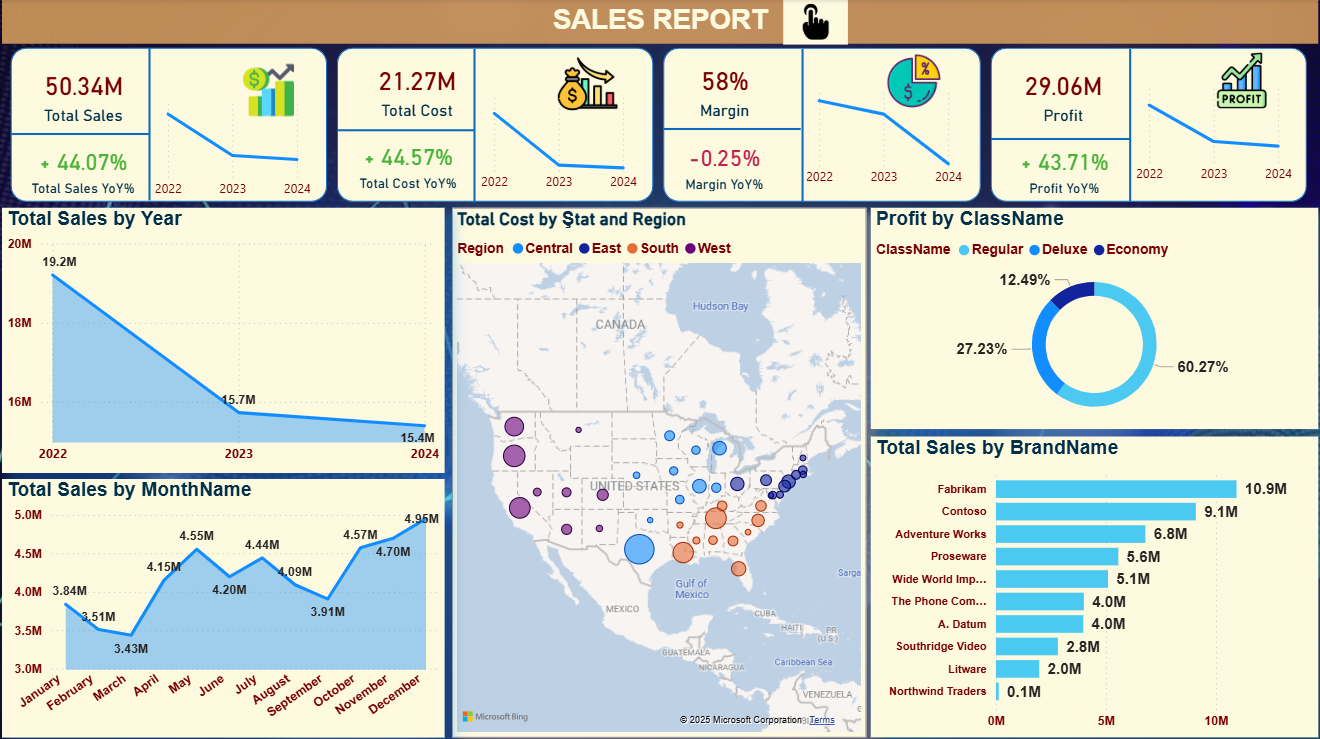 SALES REPORT
50.34M
Total Sales
+ 44.07%
Total Sales YoY%
$
2022 2023 2024
21.27M
Total Cost
+ 44.57%
Total Cost YoY%
$
2022 2023 2024
58%
Margin
-0.25%
Margin YoY%
%
$
2022 2023 2024
29.06M
Profit
+ 43.71%
Profit YoY%
PROFIT
2022 2023 2024
Total Sales by Year
20M
19.2M
18M
16M
15.7M
15.4M
2022 2023 2024
Total Sales by MonthName
5.0M
4.5M
4.0M
3.5M
3.0M
3.84M
3.51M
3.43M
4.15M
4.55M
4.20M
4.44M
4.09M
3.91M
4.57M
4.70M
4.95M
January
February
March
April
May
June
July
August
September
October
November
December
Total Cost by Stat and Region
Region Central East South West
Hudson Bay
CANADA
UNITED STATES
Gulf of
Mexico
Sarga
MEXICO
CUBA
HAITI
PR
(U.S.)
GUATEMALA
Caribbean Sea
NICARAGUA
VENEZUELA
Microsoft Bing
© 2025 Microsoft Corporation Terms
Profit by ClassName
ClassName Regular Deluxe Economy
12.49%
27.23%
60.27%
Total Sales by BrandName
Fabrikam 10.9M
Contoso 9.1M
Adventure Works 6.8M
Proseware 5.6M
Wide World Imp... 5.1M
The Phone Com... 4.0M
A. Datum 4.0M
Southridge Video 2.8M
Litware 2.0M
Northwind Traders 0.1M
0M 5M 10M